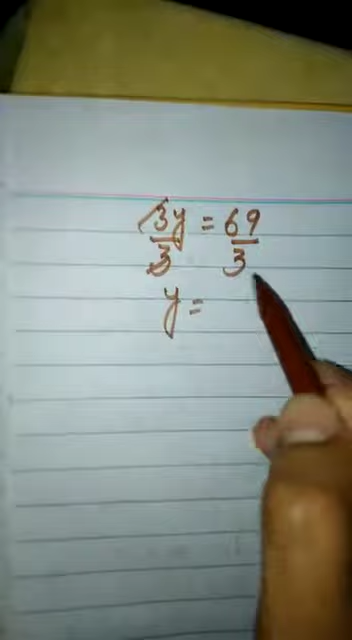 3y = 69
3 3
y =